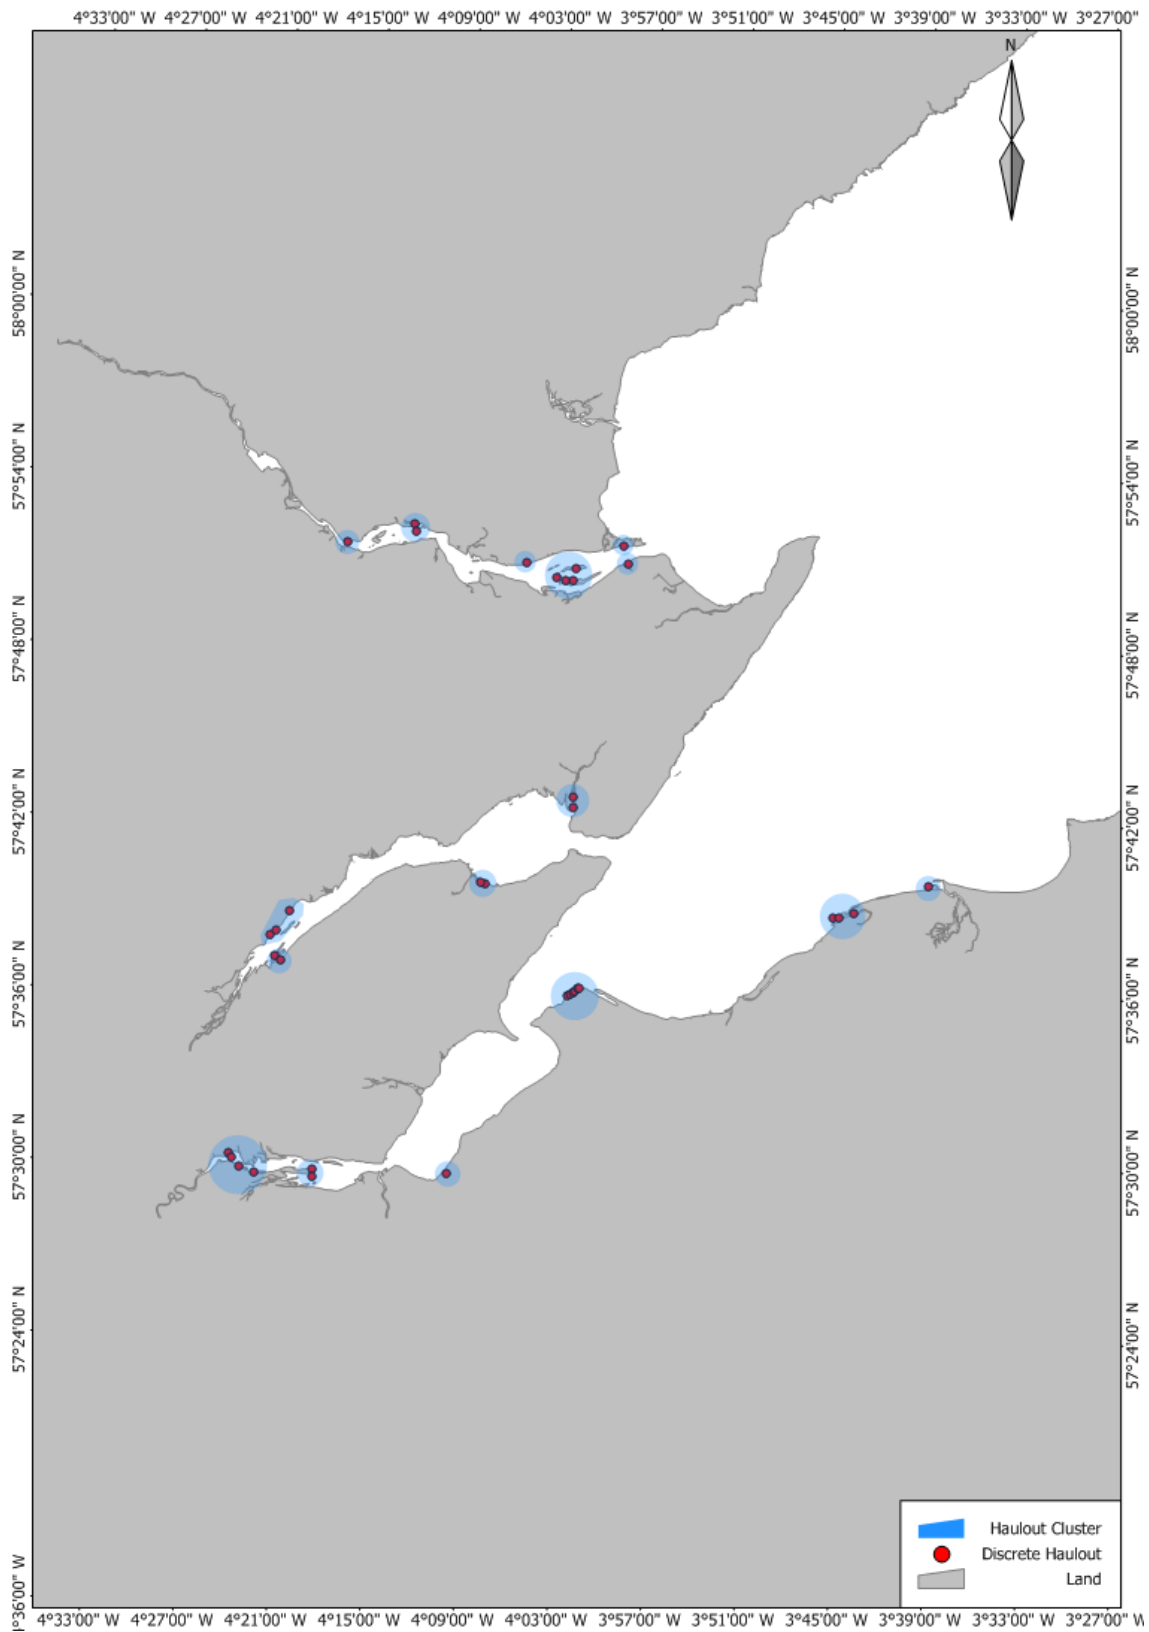 4°33'00" W 4°27'00" W 4°21'00" W 4°15'00" W 4°09'00" W 4°03'00" W 3°57'00" W 3°51'00" W 3°45'00" W 3°39'00" W 3°33'00" W 3°27'00"
N
58°00'00" N
58°00'00" N
57°54'00" N
57°54'00" N
57°48'00" N
57°48'00" N
57°42'00" N
57°42'00" N
57°36'00" N
57°36'00" N
57°30'00" N
57°30'00" N
57°24'00" N
57°24'00" N
Haulout Cluster
Discrete Haulout
Land
4°36'00" W
4°33'00" W 4°27'00" W 4°21'00" W 4°15'00" W 4°09'00" W 4°03'00" W 3°57'00" W 3°51'00" W 3°45'00" W 3°39'00" W 3°33'00" W 3°27'00" W